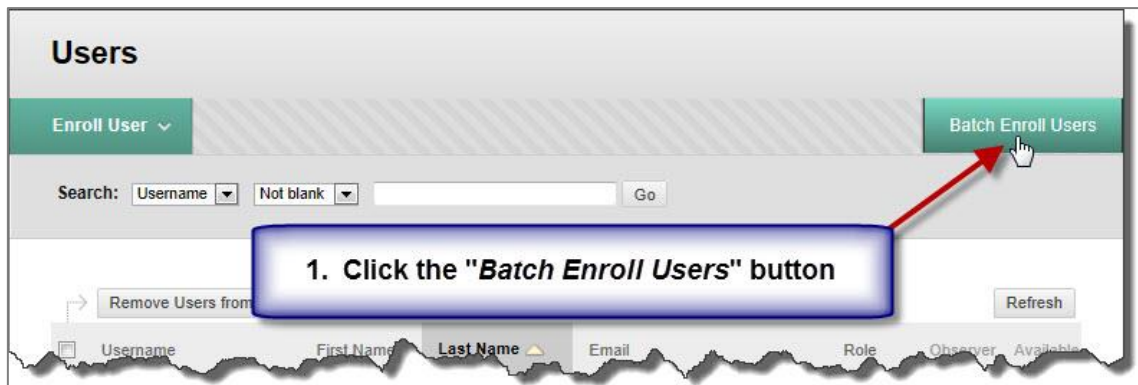 Users
Enroll User
Batch Enroll Users
Search: Username Not blank Go
1. Click the "Batch Enroll Users" button
Remove Users from
Refresh
Username First Name Last Name Email Role Observer Available